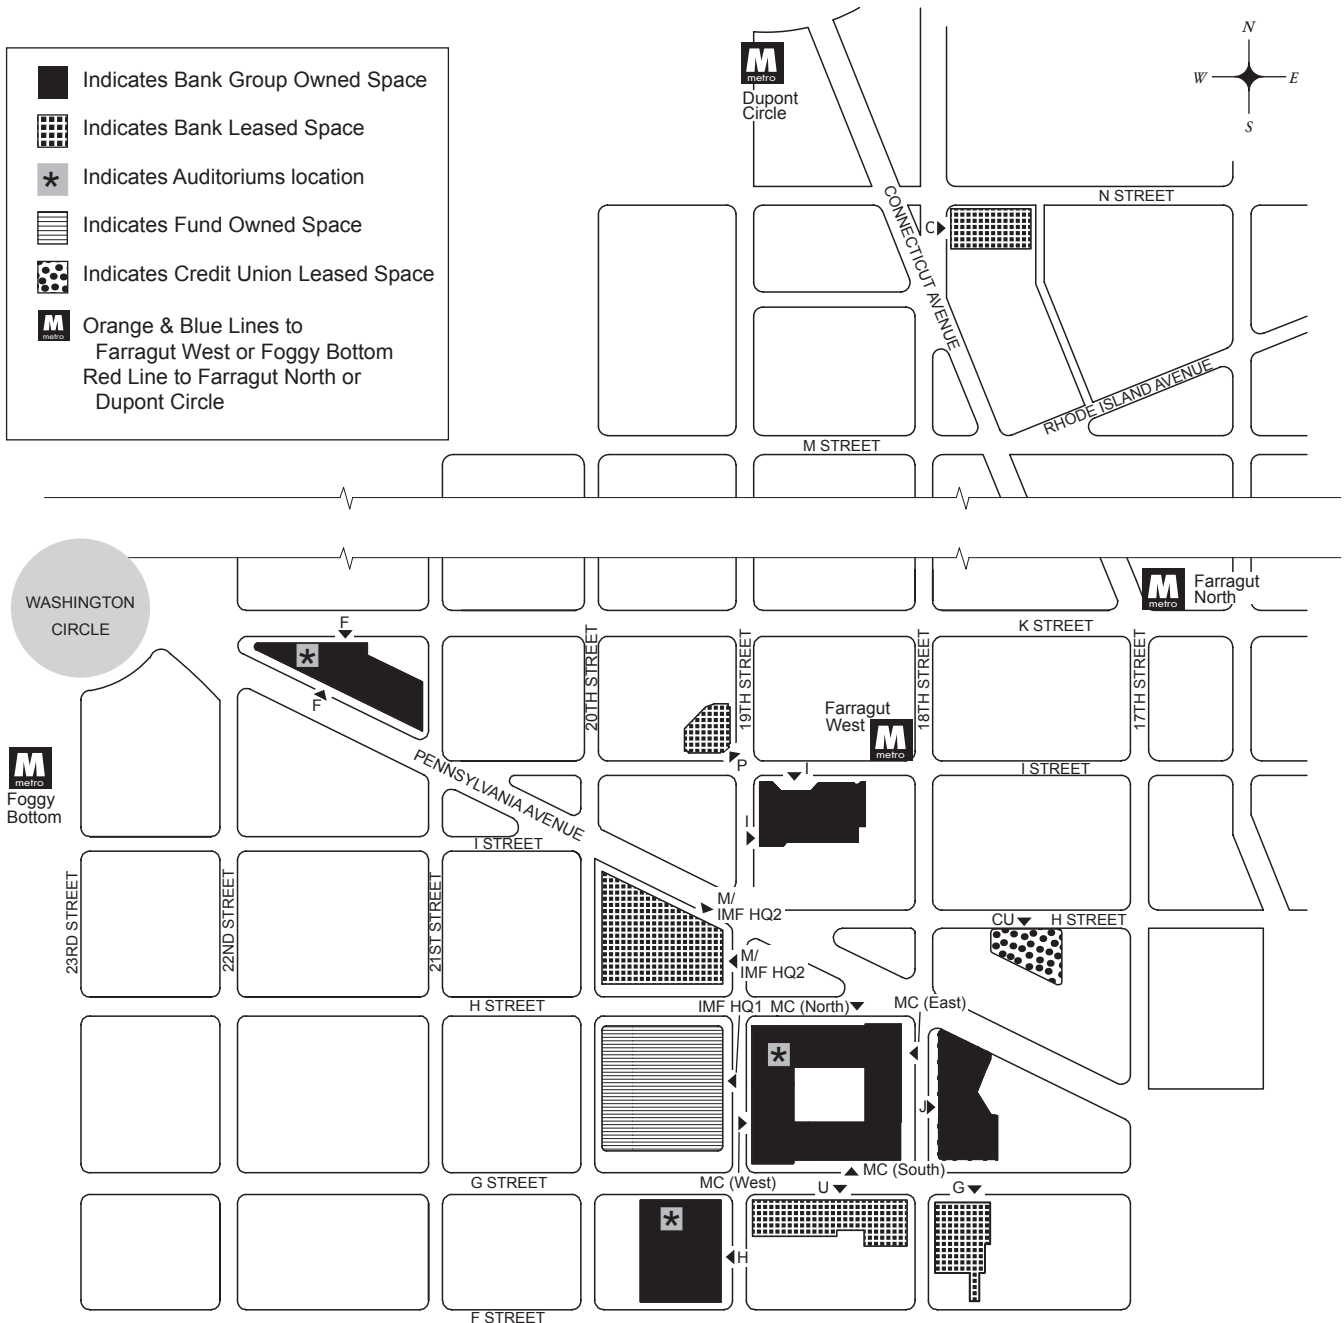 Indicates Bank Group Owned Space
Indicates Bank Leased Space
* Indicates Auditoriums location
Indicates Fund Owned Space
Indicates Credit Union Leased Space
M
metro
Orange & Blue Lines to
Farragut West or Foggy Bottom
Red Line to Farragut North or
Dupont Circle
M
metro
Dupont
Circle
N
W
E
S
N STREET
C
CONNECTICUT AVENUE
RHODE ISLAND AVENUE
M STREET
WASHINGTON
CIRCLE
M
metro
Farragut
North
K STREET
F
*
F
20TH STREET
19TH STREET
18TH STREET
17TH STREET
Farragut
West
M
metro
P
M
metro
Foggy
Bottom
PENNSYLVANIA AVENUE
I
I STREET
I
I STREET
23RD STREET
22ND STREET
21ST STREET
M/
IMF HQ2
CU
H STREET
M/
IMF HQ2
H STREET
IMF HQ1
MC (North)
MC (East)
*
J
MC (South)
G STREET
MC (West)
U
G
*
H
F STREET